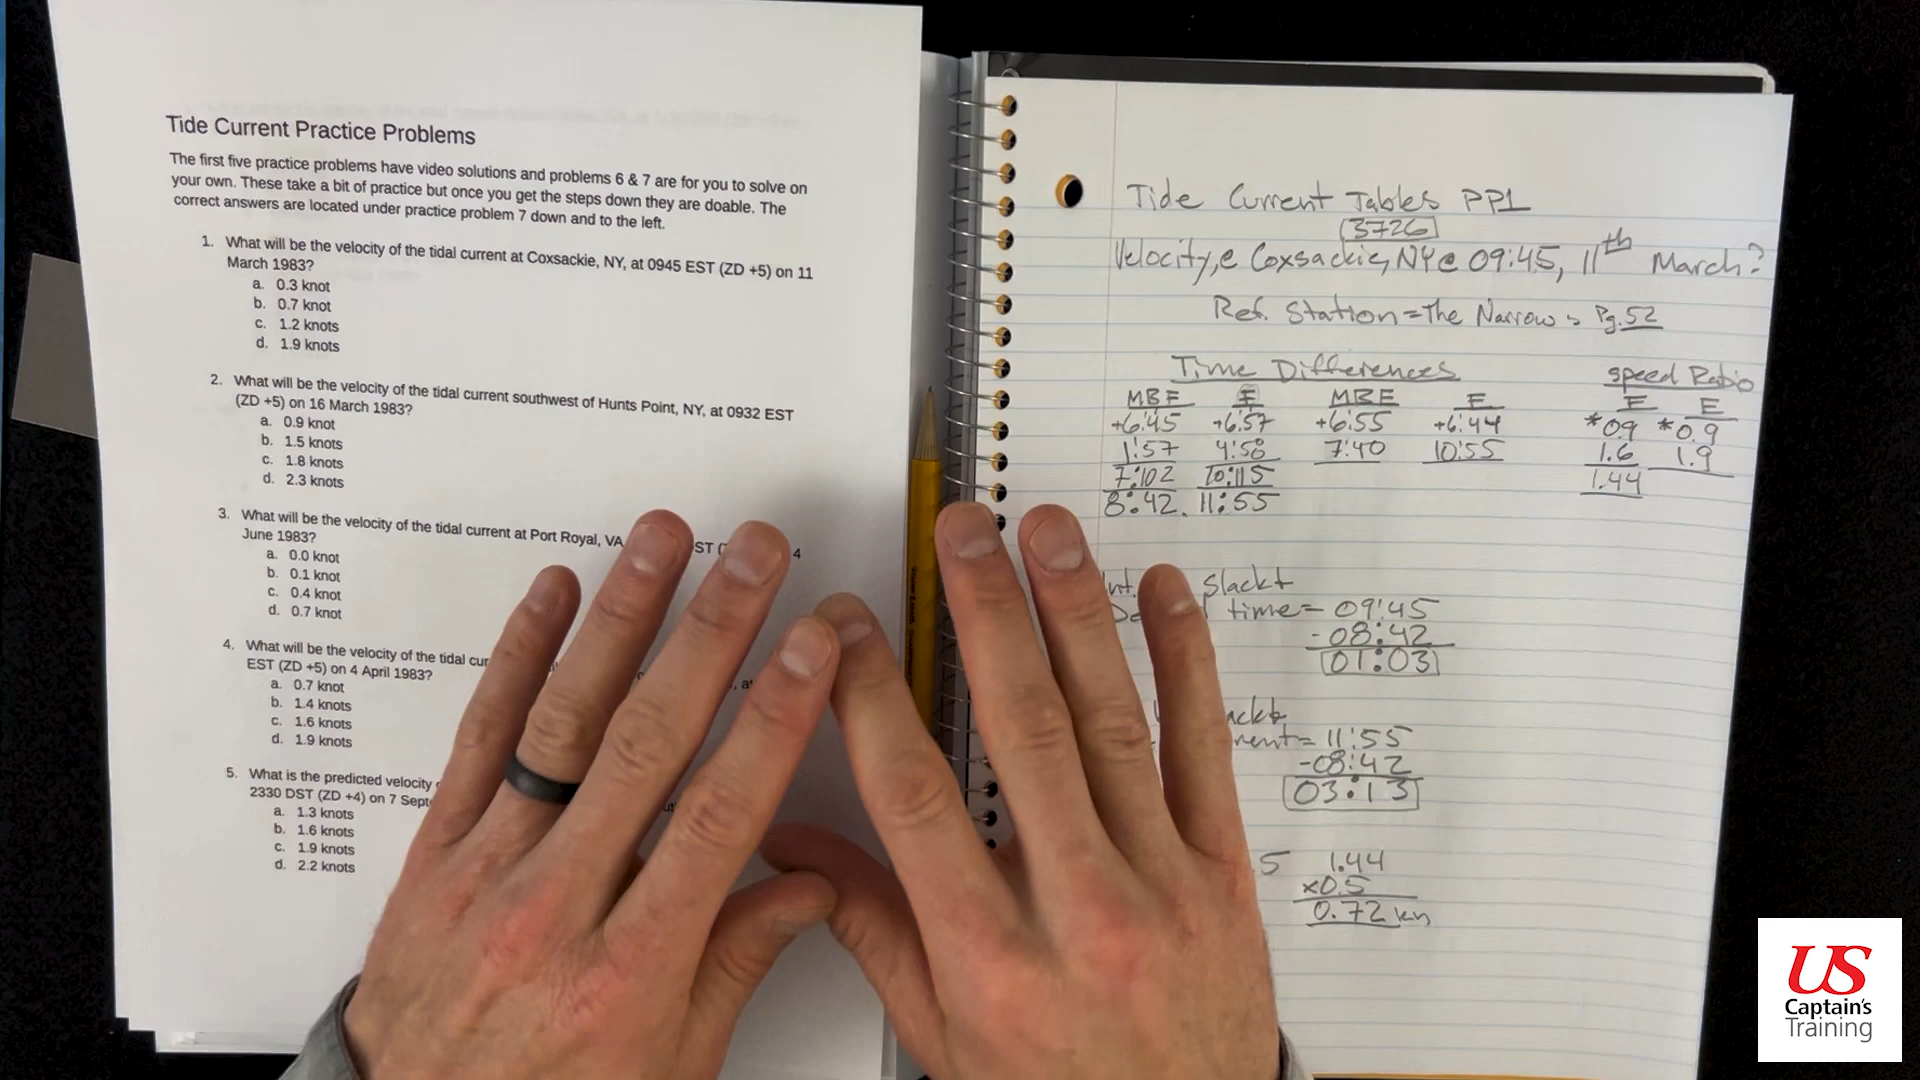 Tide Current Practice Problems
The first five practice problems have video solutions and problems 6 & 7 are for you to solve on
your own. These take a bit of practice but once you get the steps down they are doable. The
correct answers are located under practice problem 7 down and to the left.
1. What will be the velocity of the tidal current at Coxsackie, NY, at 0945 EST (ZD +5) on 11
March 1983?
a. 0.3 knot
b. 0.7 knot
c. 1.2 knots
d. 1.9 knots
2. What will be the velocity of the tidal current southwest of Hunts Point, NY, at 0932 EST
(ZD +5) on 16 March 1983?
a. 0.9 knot
b. 1.5 knots
c. 1.8 knots
d. 2.3 knots
3. What will be the velocity of the tidal current at Port Royal, VA ST ( 4
June 1983?
a. 0.0 knot
b. 0.1 knot
c. 0.4 knot
d. 0.7 knot
4. What will be the velocity of the tidal cur
EST (ZD +5) on 4 April 1983?
a. 0.7 knot
b. 1.4 knots
c. 1.6 knots
d. 1.9 knots
5. What is the predicted velocity
2330 DST (ZD +4) on 7 Sept
a. 1.3 knots
b. 1.6 knots
c. 1.9 knots
d. 2.2 knots
Tide Current Tables PP1
3726
Velocity, @ Coxsackie, NY @ 09:45, 11th March?
Ref. Station = The Narrows Pg. 52
Time Differences Speed Ratio
MBF F MBE E F E
+6:45 +6:57 +6:55 +6:44 *0.9 *0.9
1:57 4:58 7:40 10:55 1.6 1.9
7:102 10:115 1.44
8:42 11:55
Int. Slack +
time = 09:45
-08:42
01:03
ack +
rent = 11:55
-08:42
03:13
.5 1.44
x0.5
0.72 kn
US
Captain's
Training